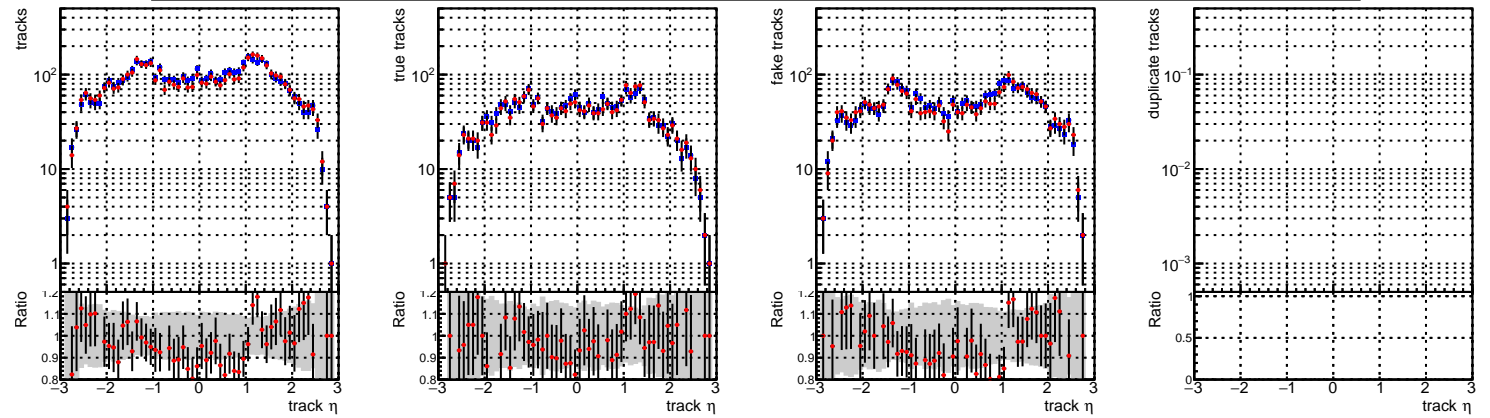 tracks
10²
10
1
Ratio
1.2
1.1
1
0.9
0.8
−3 −2 −1 0 1 2 3
track η
true tracks
10²
10
1
Ratio
1.2
1.1
1
0.9
0.8
−3 −2 −1 0 1 2 3
track η
fake tracks
10²
10
1
Ratio
1.2
1.1
1
0.9
0.8
−3 −2 −1 0 1 2 3
track η
duplicate tracks
10⁻¹
10⁻²
10⁻³
Ratio
1
0.5
0
−3 −2 −1 0 1 2 3
track η